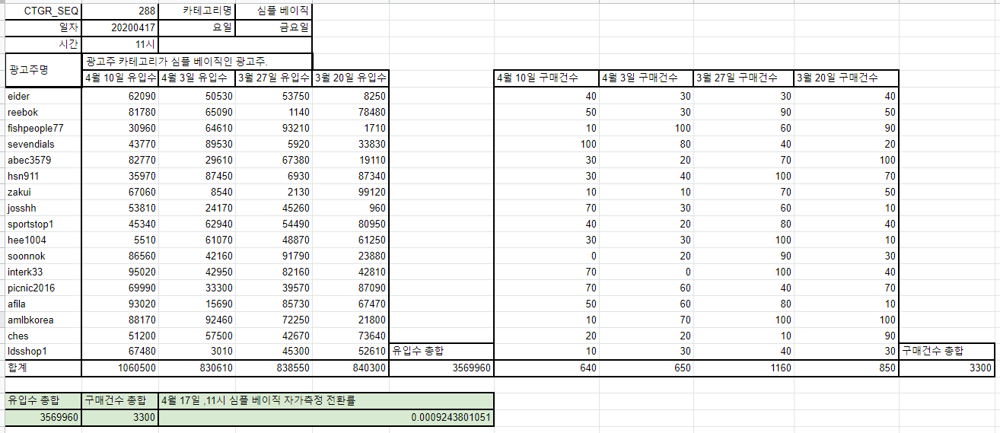 CTGR_SEQ 288 카테고리명 심플 베이직
일자 20200417 요일 금요일
시간 11시
광고주명 광고주 카테고리가 심플 베이직인 광고주.
4월 10일 유입수 4월 3일 유입수 3월 27일 유입수 3월 20일 유입수 4월 10일 구매건수 4월 3일 구매건수 3월 27일 구매건수 3월 20일 구매건수
eider 62090 50530 53750 8250 40 30 30 40
reebok 81780 65090 1140 78480 50 30 90 50
fishpeople77 30960 64610 93210 1710 10 100 60 90
sevendials 43770 89530 5920 33830 100 80 40 20
abec3579 82770 29610 67380 19110 30 20 70 100
hsn911 35970 87450 6930 87340 30 40 100 70
zakui 67060 8540 2130 99120 10 10 70 50
josshh 53810 24170 45260 960 70 30 60 10
sportstop1 45340 62940 54490 80950 40 20 80 40
hee1004 5510 61070 48870 61250 30 30 100 10
soonnok 86560 42160 91790 23880 0 20 90 30
interk33 95020 42950 82160 42810 70 0 100 40
picnic2016 69990 33300 39570 87090 70 60 40 70
afila 93020 15690 85730 67470 50 60 80 10
amlbkorea 88170 92460 72250 21800 10 70 100 100
ches 51200 57500 42670 73640 20 20 10 90
ldsshop1 67480 3010 45300 52610 유입수 총합 10 30 40 30 구매건수 총합
합계 1060500 830610 838550 840300 3569960 640 650 1160 850 3300
유입수 총합 구매건수 총합 4월 17일 ,11시 심플 베이직 자가측정 전환률
3569960 3300 0.0009243801051